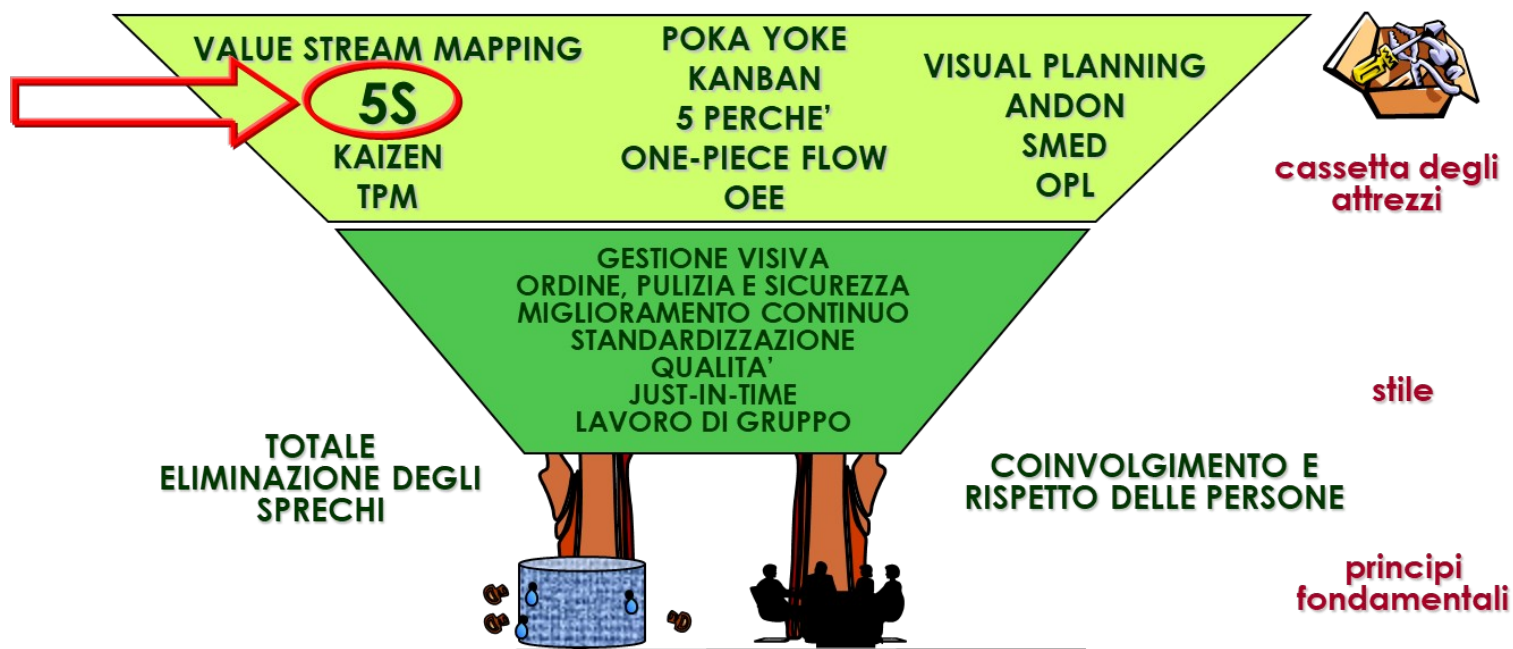 VALUE STREAM MAPPING
5S
KAIZEN
TPM
POKA YOKE
KANBAN
5 PERCHE'
ONE-PIECE FLOW
OEE
VISUAL PLANNING
ANDON
SMED
OPL
cassetta degli
attrezzi
GESTIONE VISIVA
ORDINE, PULIZIA E SICUREZZA
MIGLIORAMENTO CONTINUO
STANDARDIZZAZIONE
QUALITA'
JUST-IN-TIME
LAVORO DI GRUPPO
stile
TOTALE
ELIMINAZIONE DEGLI
SPRECHI
COINVOLGIMENTO E
RISPETTO DELLE PERSONE
principi
fondamentali